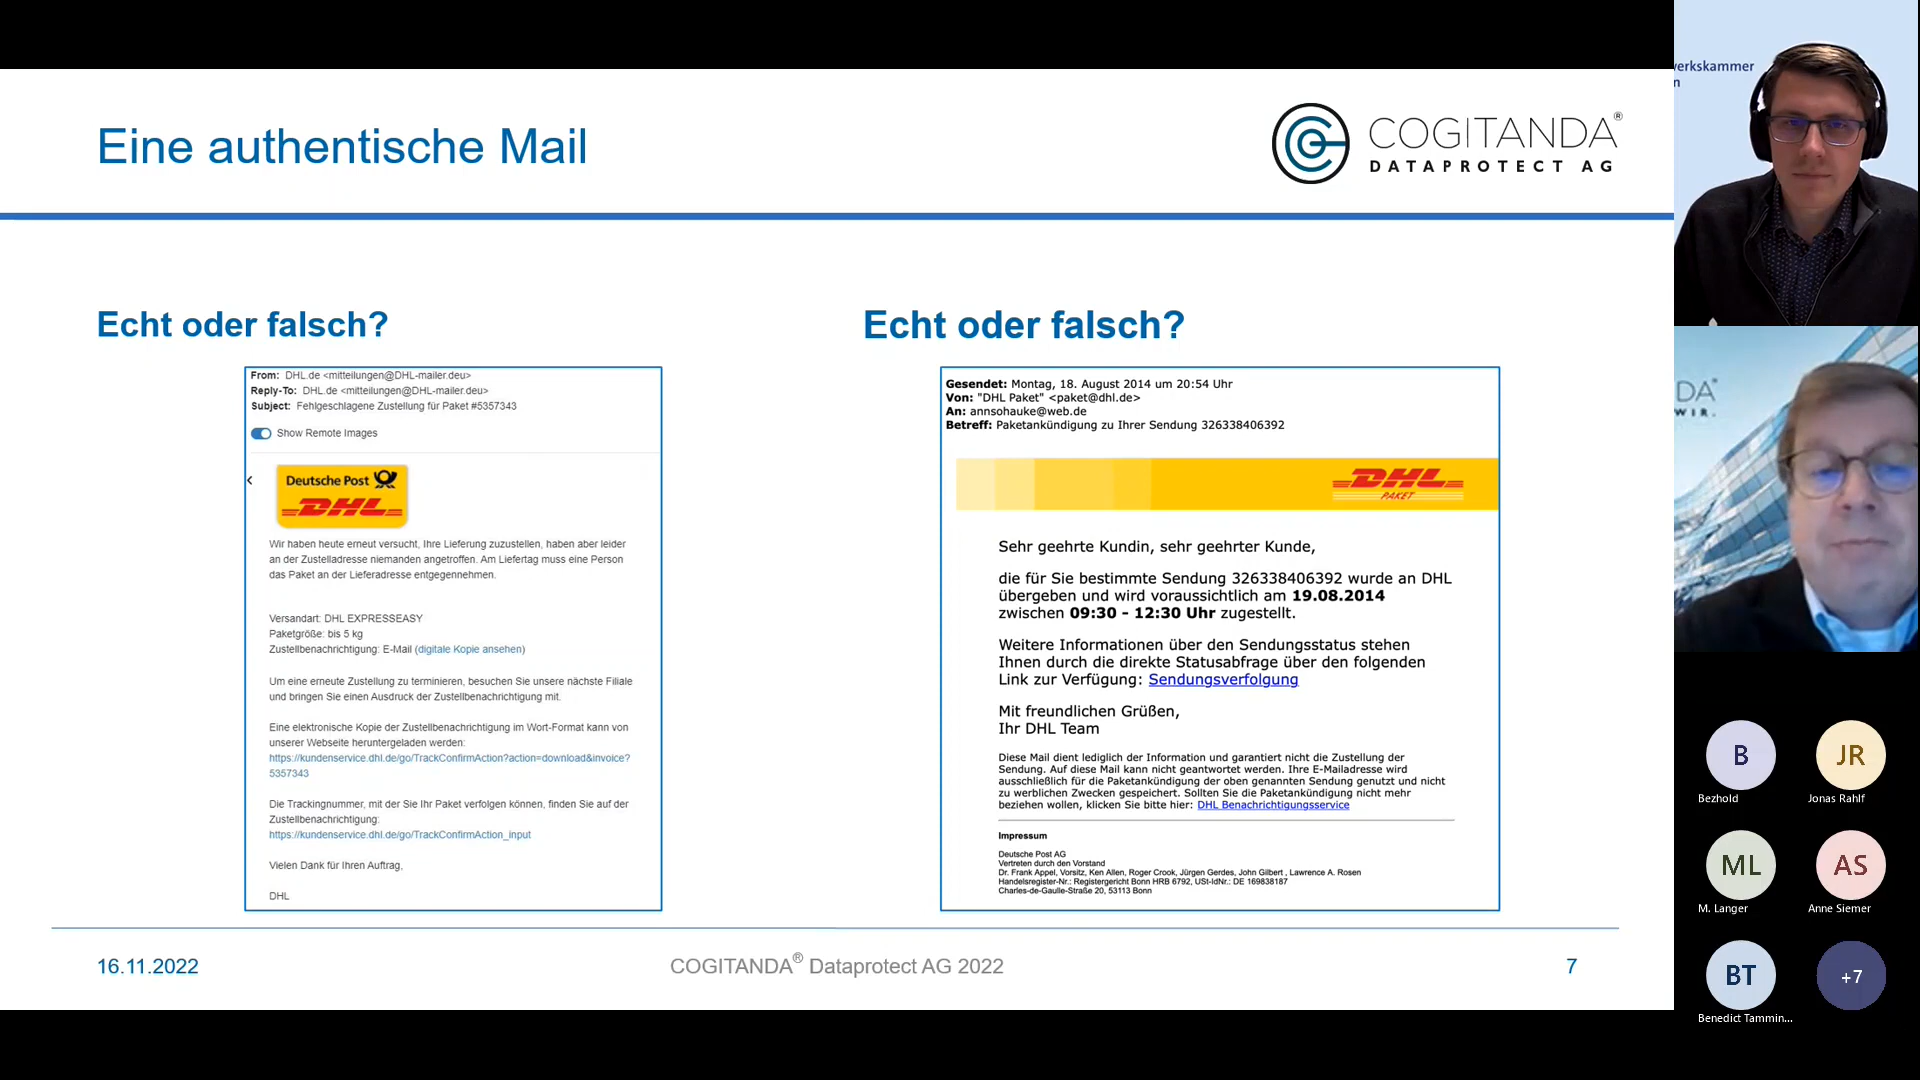 Eine authentische Mail
COGITANDA®
DATAPROTECT AG
Echt oder falsch?
From: DHL.de <mitteilungen@DHL-mailer.deu>
Reply-To: DHL.de <mitteilungen@DHL-mailer.deu>
Subject: Fehlgeschlagene Zustellung für Paket #5357343
Show Remote Images
Deutsche Post
DHL
Wir haben heute erneut versucht, Ihre Lieferung zuzustellen, haben aber leider
an der Zustelladresse niemanden angetroffen. Am Liefertag muss eine Person
das Paket an der Lieferadresse entgegennehmen.
Versandart: DHL EXPRESSEASY
Paketgröße: bis 5 kg
Zustellbenachrichtigung: E-Mail (digitale Kopie ansehen)
Um eine erneute Zustellung zu terminieren, besuchen Sie unsere nächste Filiale
und bringen Sie einen Ausdruck der Zustellbenachrichtigung mit.
Eine elektronische Kopie der Zustellbenachrichtigung im Wort-Format kann von
unserer Webseite heruntergeladen werden:
https://kundenservice.dhl.de/go/TrackConfirmAction?action=download&invoice?
5357343
Die Trackingnummer, mit der Sie Ihr Paket verfolgen können, finden Sie auf der
Zustellbenachrichtigung:
https://kundenservice.dhl.de/go/TrackConfirmAction_input
Vielen Dank für Ihren Auftrag,
DHL
Echt oder falsch?
Gesendet: Montag, 18. August 2014 um 20:54 Uhr
Von: "DHL Paket" <paket@dhl.de>
An: annsohauke@web.de
Betreff: Paketankündigung zu Ihrer Sendung 326338406392
DHL
PAKET
Sehr geehrte Kundin, sehr geehrter Kunde,
die für Sie bestimmte Sendung 326338406392 wurde an DHL
übergeben und wird voraussichtlich am 19.08.2014
zwischen 09:30 - 12:30 Uhr zugestellt.
Weitere Informationen über den Sendungsstatus stehen
Ihnen durch die direkte Statusabfrage über den folgenden
Link zur Verfügung: Sendungsverfolgung
Mit freundlichen Grüßen,
Ihr DHL Team
Diese Mail dient lediglich der Information und garantiert nicht die Zustellung der
Sendung. Auf diese Mail kann nicht geantwortet werden. Ihre E-Mailadresse wird
ausschließlich für die Paketankündigung der oben genannten Sendung genutzt und nicht
zu werblichen Zwecken gespeichert. Sollten Sie die Paketankündigung nicht mehr
beziehen wollen, klicken Sie bitte hier: DHL Benachrichtigungsservice
Impressum
Deutsche Post AG
Vertreten durch den Vorstand
Dr. Frank Appel, Vorsitz, Ken Allen, Roger Crook, Jürgen Gerdes, John Gilbert , Lawrence A. Rosen
Handelsregister-Nr.: Registergericht Bonn HRB 6792, USt-IdNr.: DE 169838187
Charles-de-Gaulle-Straße 20, 53113 Bonn
16.11.2022
COGITANDA® Dataprotect AG 2022
7
werkskammer
n
DA®
WIR.
B
Bezhold
JR
Jonas Rahlf
ML
M. Langer
AS
Anne Siemer
BT
Benedict Tammin...
+7